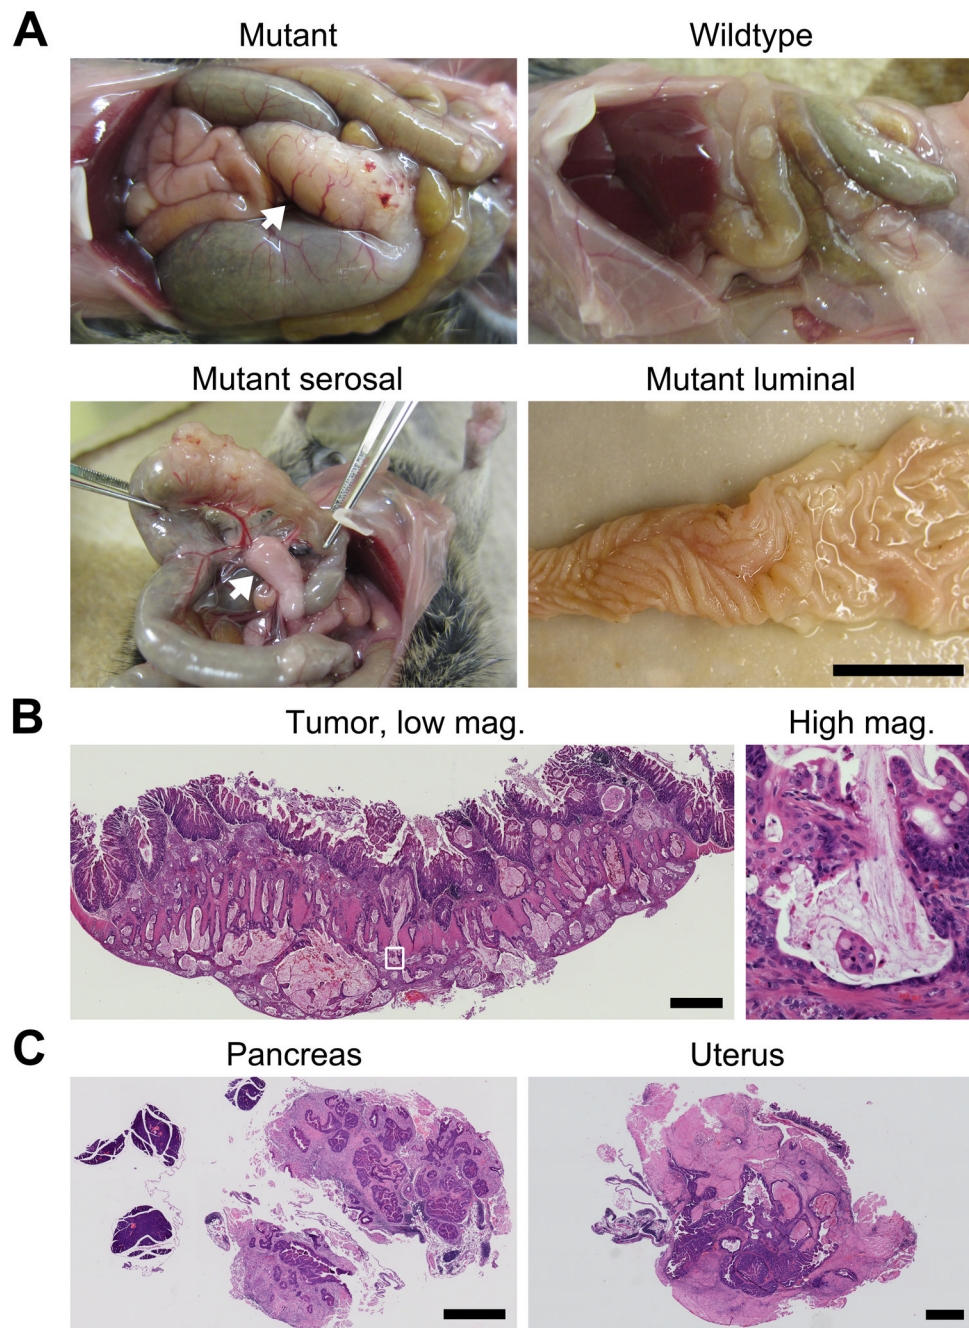 A
Mutant
Wildtype
Mutant serosal
Mutant luminal
B
Tumor, low mag.
High mag.
C
Pancreas
Uterus